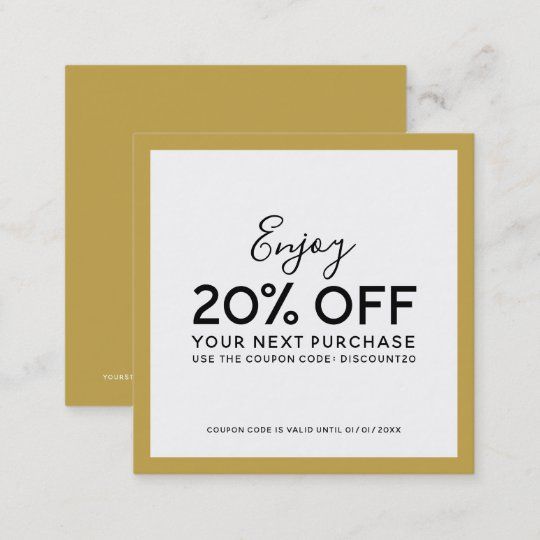 Enjoy
20% OFF
YOUR NEXT PURCHASE
USE THE COUPON CODE: DISCOUNT20
COUPON CODE IS VALID UNTIL 01/01/20XX